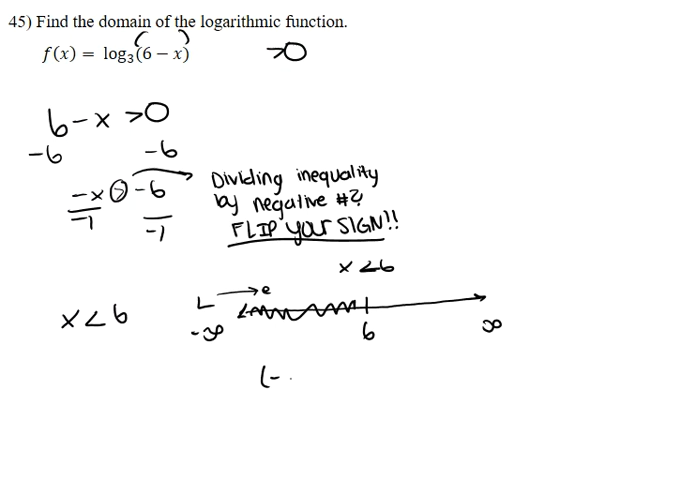 45) Find the domain of the logarithmic function.
f(x) = log₃(6 − x) >0
6-x >0
-6 -6
-x > -6
-1 -1
Dividing inequality
by negative #?
FLIP your SIGN!!
x<6
x<6
L → e
-∞ 6 ∞
(-